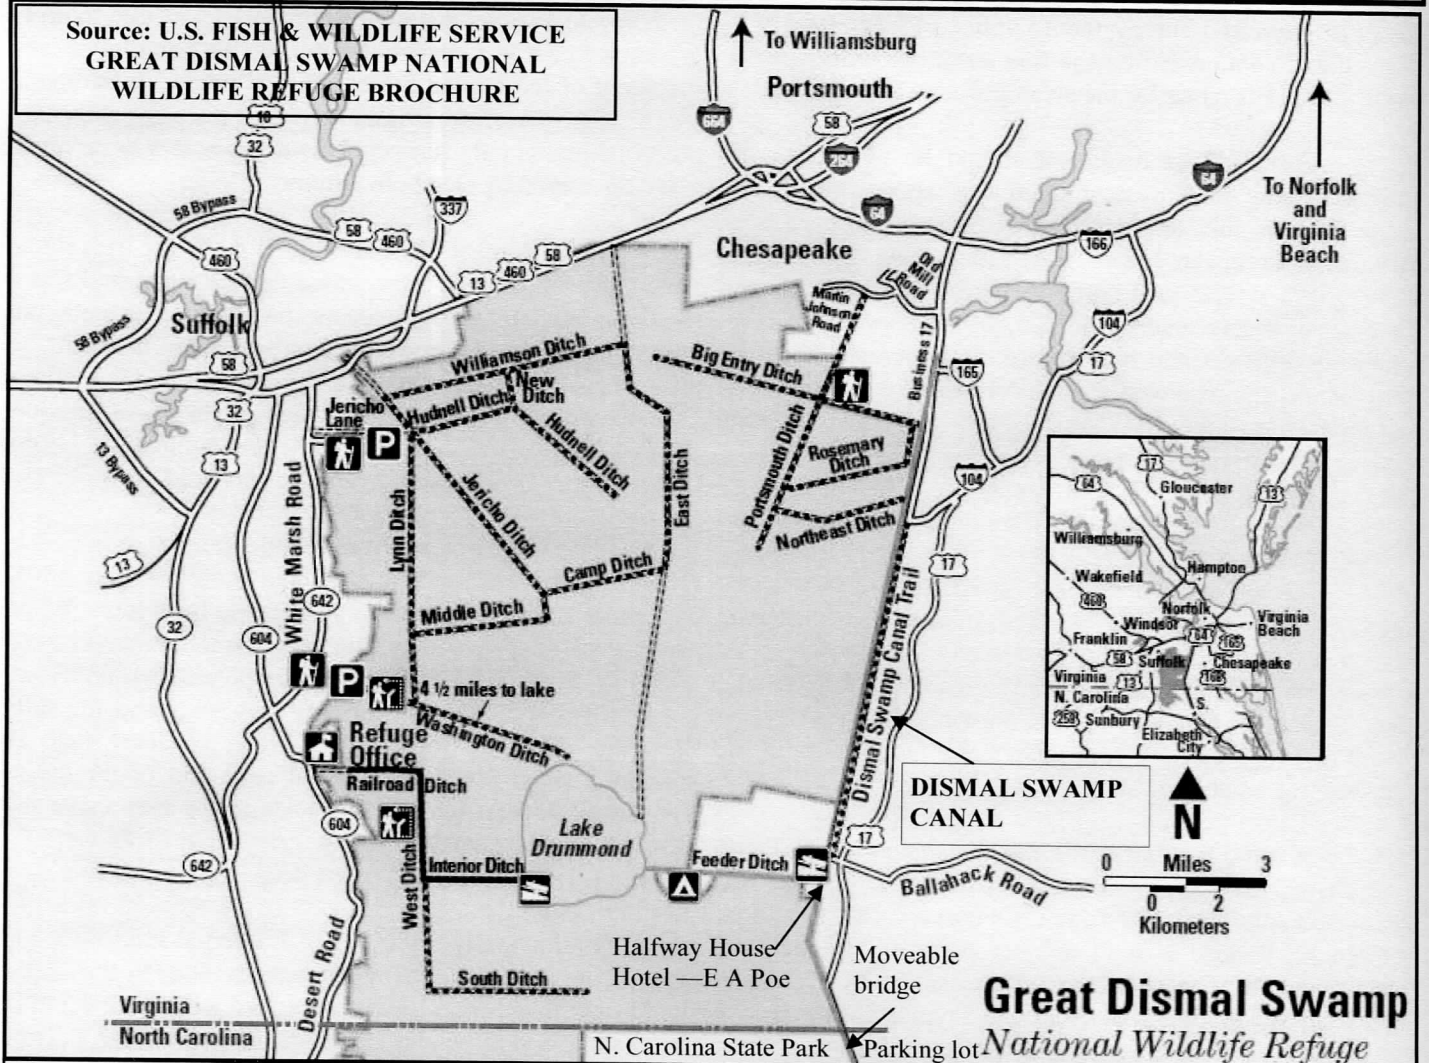 Source: U.S. FISH & WILDLIFE SERVICE
GREAT DISMAL SWAMP NATIONAL
WILDLIFE REFUGE BROCHURE
To Williamsburg
Portsmouth
664
58
264
64
64
To Norfolk
and
Virginia
Beach
10
32
58 Bypass
58
460
337
460
13
460
58
Chesapeake
166
Old
Mill
Road
Martin
Johnson
Road
Suffolk
58 Bypass
58
104
17
Business 17
165
Williamson Ditch
New
Ditch
Big Entry Ditch
Jericho
Lane
Hudnell Ditch
Hudnell Ditch
P
32
13
13 Bypass
13
White Marsh Road
Lynn Ditch
Jericho Ditch
East Ditch
Portsmouth Ditch
Rosemary
Ditch
Northeast Ditch
104
17
Camp Ditch
Middle Ditch
642
32
604
P
4 1/2 miles to lake
Washington Ditch
Refuge
Office
Railroad Ditch
604
642
Lake
Drummond
Interior Ditch
West Ditch
Feeder Ditch
Dismal Swamp Canal Trail
17
DISMAL SWAMP
CANAL
Ballahack Road
Desert Road
South Ditch
Halfway House
Hotel —E A Poe
Moveable
bridge
Virginia
North Carolina
N. Carolina State Park
Parking lot
17
64
Gloucester
13
Williamsburg
Wakefield
Hampton
460
Norfolk
Windsor
Virginia
Beach
Franklin
64
165
58
Suffolk
Chesapeake
Virginia
13
168
N. Carolina
S.
258
Sunbury
Elizabeth
City
N
0 Miles 3
0 2
Kilometers
Great Dismal Swamp
National Wildlife Refuge